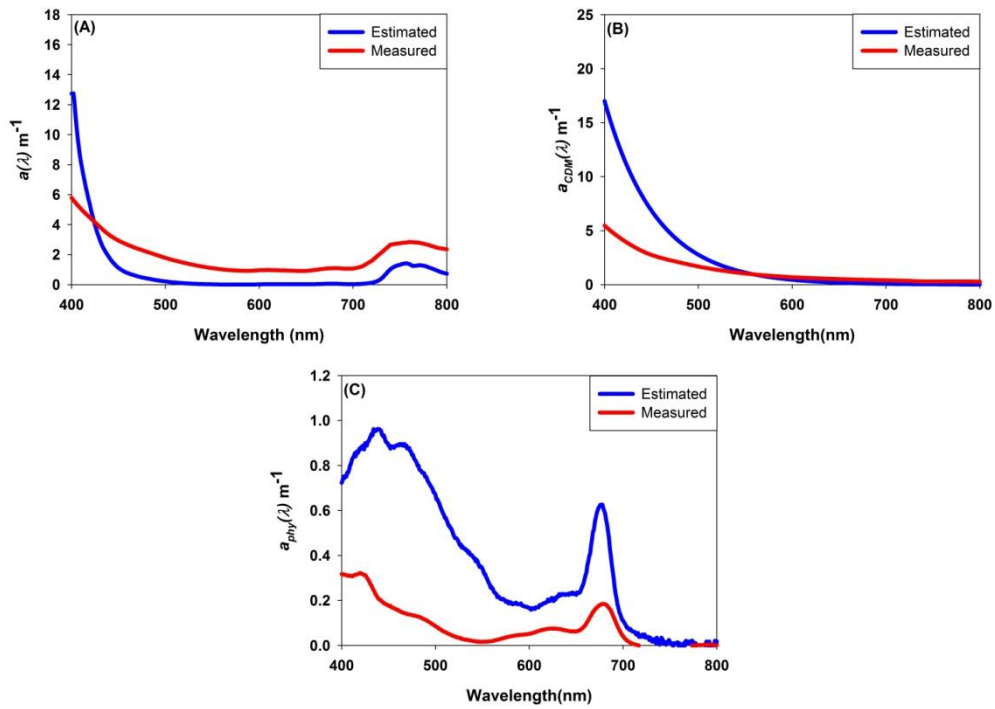 (A)
Estimated
Measured
18
16
14
12
10
8
6
4
2
0
a(λ) m-1
400
500
600
700
800
Wavelength (nm)
(B)
Estimated
Measured
25
20
15
10
5
0
aCDM(λ) m-1
400
500
600
700
800
Wavelength(nm)
(C)
Estimated
Measured
1.2
1.0
0.8
0.6
0.4
0.2
0.0
aphy(λ) m-1
400
500
600
700
800
Wavelength(nm)